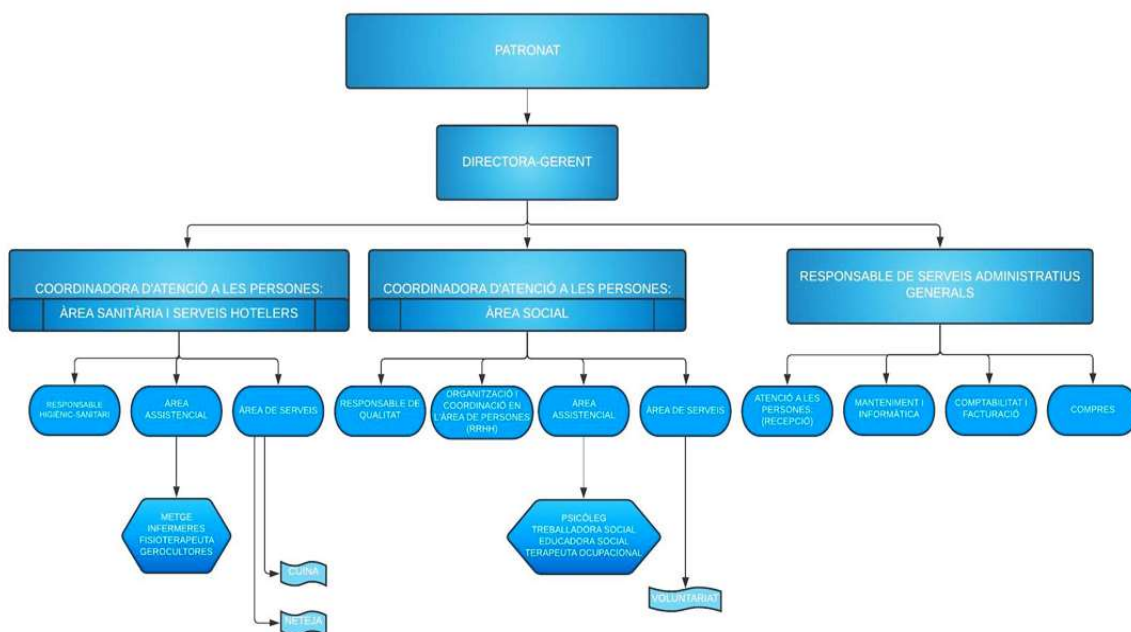 PATRONAT
DIRECTORA-GERENT
COORDINADORA D'ATENCIÓ A LES PERSONES:
ÀREA SANITÀRIA I SERVEIS HOTELERS
COORDINADORA D'ATENCIÓ A LES PERSONES:
ÀREA SOCIAL
RESPONSABLE DE SERVEIS ADMINISTRATIUS
GENERALS
RESPONSABLE
HIGIÈNIC-SANITARI
ÀREA
ASSISTENCIAL
ÀREA DE SERVEIS
RESPONSABLE DE
QUALITAT
ORGANITZACIÓ I
COORDINACIÓ EN
L'ÀREA DE PERSONES
(RRHH)
ÀREA
ASSISTENCIAL
ÀREA DE SERVEIS
ATENCIÓ A LES
PERSONES.
(RECEPCIÓ)
MANTENIMENT I
INFORMÀTICA
COMPTABILITAT I
FACTURACIÓ
COMPRES
METGE
INFERMERES
FISIOTERAPEUTA
GEROCULTORES
PSICÒLEG
TREBALLADORA SOCIAL
EDUCADORA SOCIAL
TERAPEUTA OCUPACIONAL
CUINA
VOLUNTARIAT
NETEJA